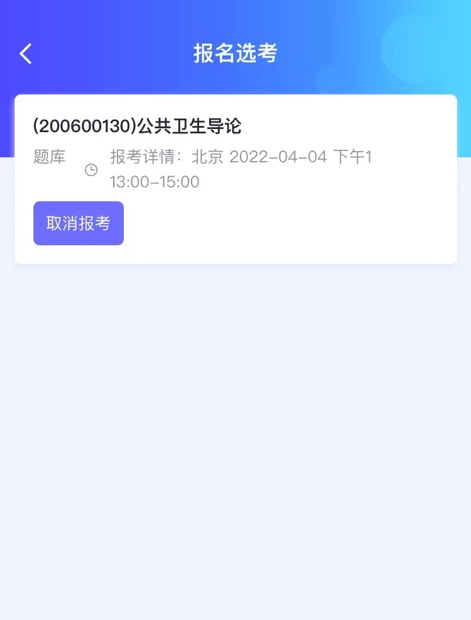 报名选考
(200600130)公共卫生导论
题库 报考详情：北京 2022-04-04 下午1
13:00-15:00
取消报考